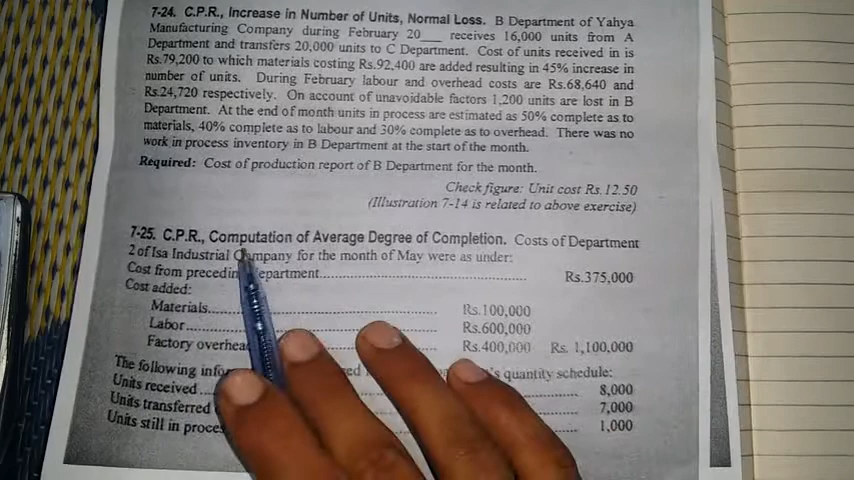 7-24. C.P.R., Increase in Number of Units, Normal Loss. B Department of Yahya
Manufacturing Company during February 20___ receives 16,000 units from A
Department and transfers 20,000 units to C Department. Cost of units received in is
Rs.79,200 to which materials costing Rs.92,400 are added resulting in 45% increase in
number of units. During February labour and overhead costs are Rs.68,640 and
Rs.24,720 respectively. On account of unavoidable factors 1,200 units are lost in B
Department. At the end of month units in process are estimated as 50% complete as to
materials, 40% complete as to labour and 30% complete as to overhead. There was no
work in process inventory in B Department at the start of the month.
Required: Cost of production report of B Department for the month.
Check figure: Unit cost Rs. 12.50
(Illustration 7-14 is related to above exercise)
7-25. C.P.R., Computation of Average Degree of Completion. Costs of Department
2 of Isa Industrial Company for the month of May were as under:
Cost from preceding department.................... Rs.375,000
Cost added:
Materials.................... Rs.100,000
Labor.................... Rs.600,000
Factory overhea Rs.400,000 Rs. 1,100,000
The following quantity schedule:
Units received.................... 8,000
Units transferred 7,000
Units still in proces 1,000